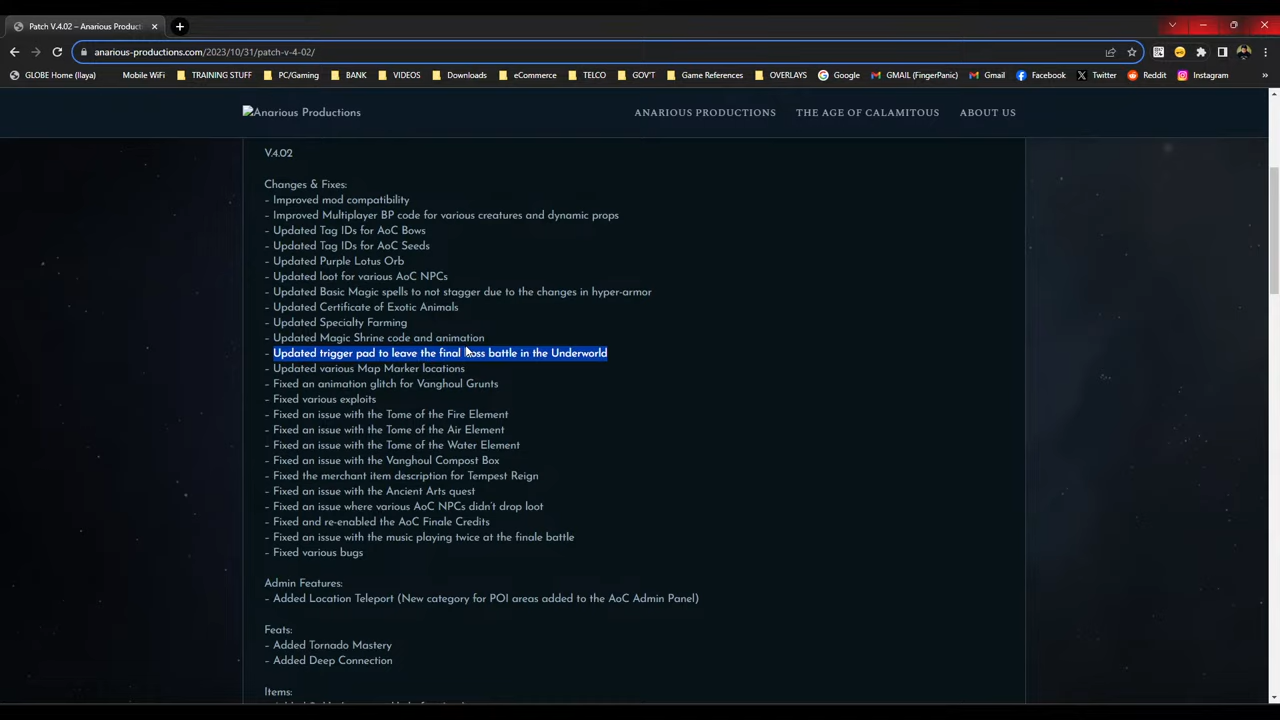 Patch V.4.02 – Anarious Product
anarious-productions.com/2023/10/31/patch-v-4-02/
GLOBE Home (Ilaya) Mobile WiFi TRAINING STUFF PC/Gaming BANK VIDEOS Downloads eCommerce TELCO GOV'T Game References OVERLAYS Google GMAIL (FingerPanic) Gmail Facebook Twitter Reddit Instagram »
Anarious Productions ANARIOUS PRODUCTIONS THE AGE OF CALAMITOUS ABOUT US
V.4.02
Changes & Fixes:
– Improved mod compatibility
– Improved Multiplayer BP code for various creatures and dynamic props
– Updated Tag IDs for AoC Bows
– Updated Tag IDs for AoC Seeds
– Updated Purple Lotus Orb
– Updated loot for various AoC NPCs
– Updated Basic Magic spells to not stagger due to the changes in hyper-armor
– Updated Certificate of Exotic Animals
– Updated Specialty Farming
– Updated Magic Shrine code and animation
– Updated trigger pad to leave the final boss battle in the Underworld
– Updated various Map Marker locations
– Fixed an animation glitch for Vanghoul Grunts
– Fixed various exploits
– Fixed an issue with the Tome of the Fire Element
– Fixed an issue with the Tome of the Air Element
– Fixed an issue with the Tome of the Water Element
– Fixed an issue with the Vanghoul Compost Box
– Fixed the merchant item description for Tempest Reign
– Fixed an issue with the Ancient Arts quest
– Fixed an issue where various AoC NPCs didn't drop loot
– Fixed and re-enabled the AoC Finale Credits
– Fixed an issue with the music playing twice at the finale battle
– Fixed various bugs
Admin Features:
– Added Location Teleport (New category for POI areas added to the AoC Admin Panel)
Feats:
– Added Tornado Mastery
– Added Deep Connection
Items: